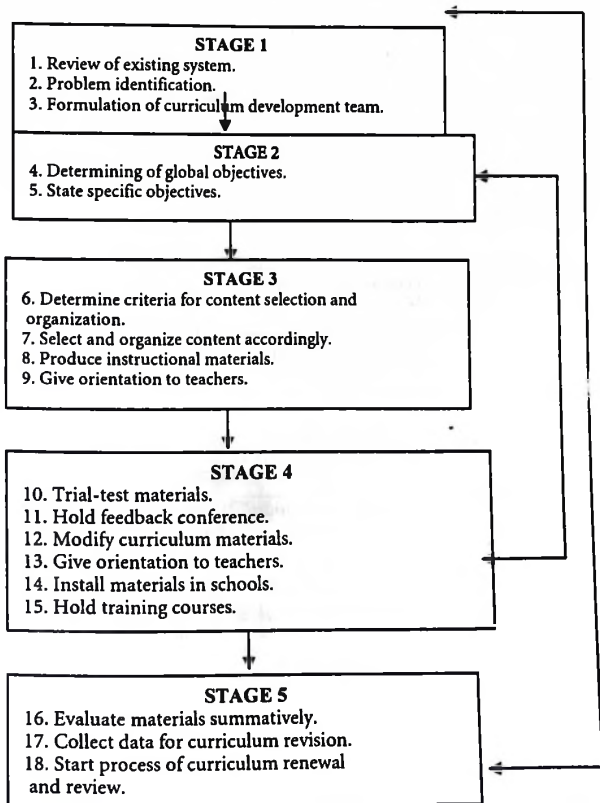 STAGE 1
1. Review of existing system.
2. Problem identification.
3. Formulation of curriculum development team.
STAGE 2
4. Determining of global objectives.
5. State specific objectives.
STAGE 3
6. Determine criteria for content selection and
organization.
7. Select and organize content accordingly.
8. Produce instructional materials.
9. Give orientation to teachers.
STAGE 4
10. Trial-test materials.
11. Hold feedback conference.
12. Modify curriculum materials.
13. Give orientation to teachers.
14. Install materials in schools.
15. Hold training courses.
STAGE 5
16. Evaluate materials summatively.
17. Collect data for curriculum revision.
18. Start process of curriculum renewal
and review.